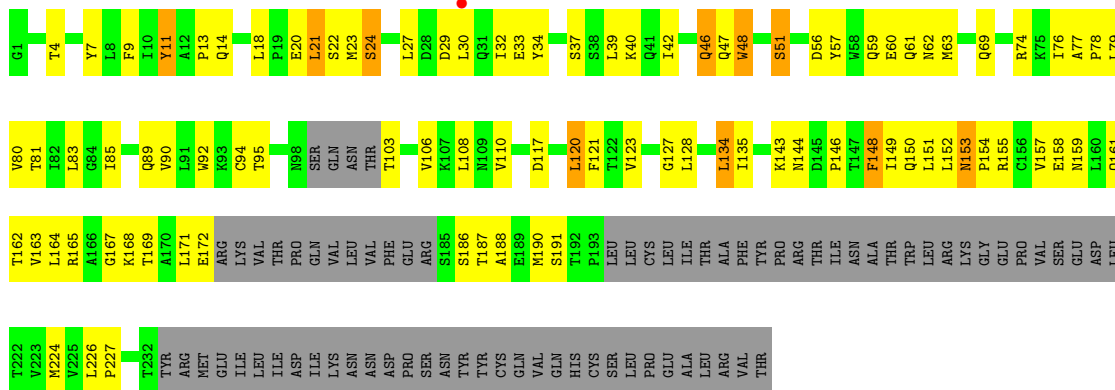 G1 T4 Y7 L8 F9 I10 Y11 A12 P13 Q14 L18 P19 E20 L21 S22 M23 S24 L27 D28 D29 L30 Q31 I32 E33 Y34 S37 S38 L39 K40 Q41 I42 Q46 Q47 W48 S51 D56 Y57 W58 Q59 E60 Q61 N62 M63 Q69 R74 K75 I76 A77 P78
V80 T81 I82 L83 G84 I85 Q89 V90 L91 W92 K93 C94 T95 N98 SER GLN ASN THR T103 V106 K107 L108 N109 V110 D117 L120 F121 T122 V123 G127 L128 L134 I135 K143 N144 D145 P146 T147 F148 I149 Q150 L151 L152 N153 P154 R155 C156 V157 E158 N159 L160
T162 V163 L164 R165 A166 G167 K168 T169 A170 L171 E172 ARG LYS VAL THR PRO GLN VAL LEU VAL PHE GLU ARG S185 S186 T187 A188 E189 M190 S191 T192 P193 LEU LEU CYS LEU ILE THR ALA PHE TYR PRO ARG THR ILE ASN ALA THR TRP LEU ARG LYS GLY GLU PRO VAL SER GLU ASP
T222 V223 M224 V225 L226 P227 T232 TYR ARG MET GLU ILE LEU ILE ASP ILE LYS ASN ASN ASP PRO SER ASN TYR TYR CYS GLN VAL GLN HIS CYS SER LEU PRO GLU ALA LEU ARG VAL THR